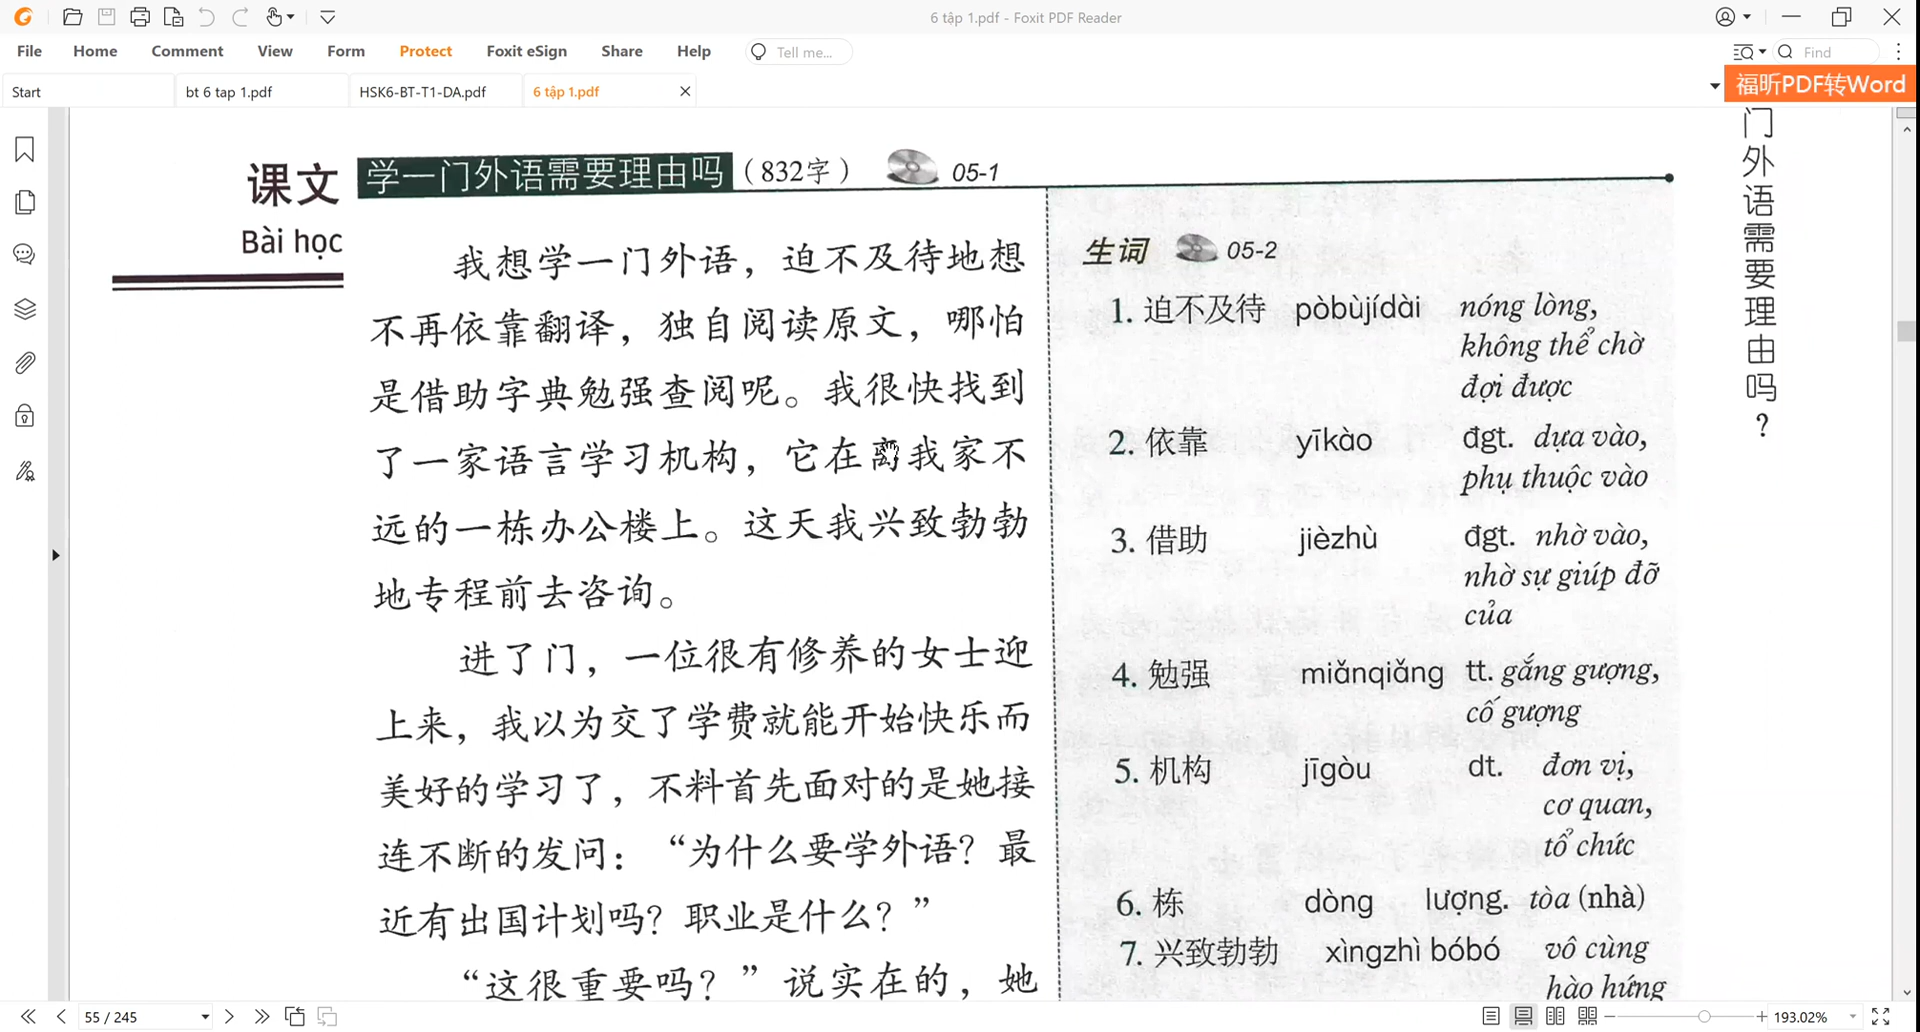 6 tập 1.pdf - Foxit PDF Reader
File Home Comment View Form Protect Foxit eSign Share Help Tell me... Find
Start bt 6 tap 1.pdf HSK6-BT-T1-DA.pdf 6 tập 1.pdf 福昕PDF转Word
课文 学一门外语需要理由吗 （832字） 05-1
Bài học
我想学一门外语，迫不及待地想
不再依靠翻译，独自阅读原文，哪怕
是借助字典勉强查阅呢。我很快找到
了一家语言学习机构，它在离我家不
远的一栋办公楼上。这天我兴致勃勃
地专程前去咨询。
进了门，一位很有修养的女士迎
上来，我以为交了学费就能开始快乐而
美好的学习了，不料首先面对的是她接
连不断的发问：“为什么要学外语？最
近有出国计划吗？职业是什么？”
“这很重要吗？”说实在的，她
生词 05-2
1. 迫不及待 pòbùjídài nóng lòng,
không thể chờ
đợi được
2. 依靠 yīkào đgt. dựa vào,
phụ thuộc vào
3. 借助 jièzhù đgt. nhờ vào,
nhờ sự giúp đỡ
của
4. 勉强 miǎnqiǎng tt. gắng gượng,
cố gượng
5. 机构 jīgòu dt. đơn vị,
cơ quan,
tổ chức
6. 栋 dòng lượng. tòa (nhà)
7. 兴致勃勃 xìngzhì bóbó vô cùng
hào hứng
门外语需要理由吗？
55 / 245 193.02%